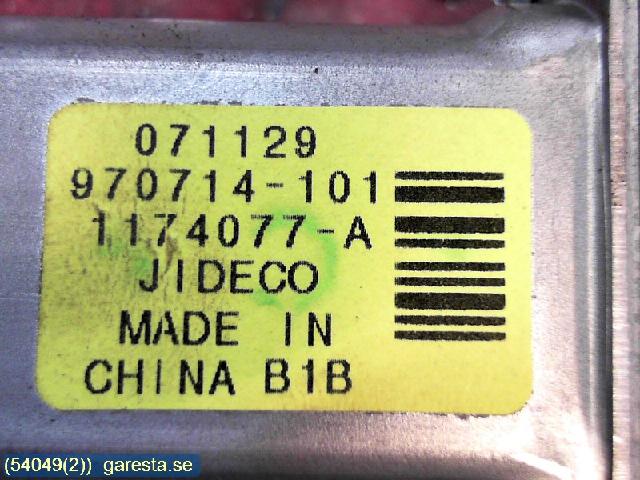 071129
970714-101
1174077-A
JIDECO
MADE IN
CHINA B1B
(54049(2)) garesta.se